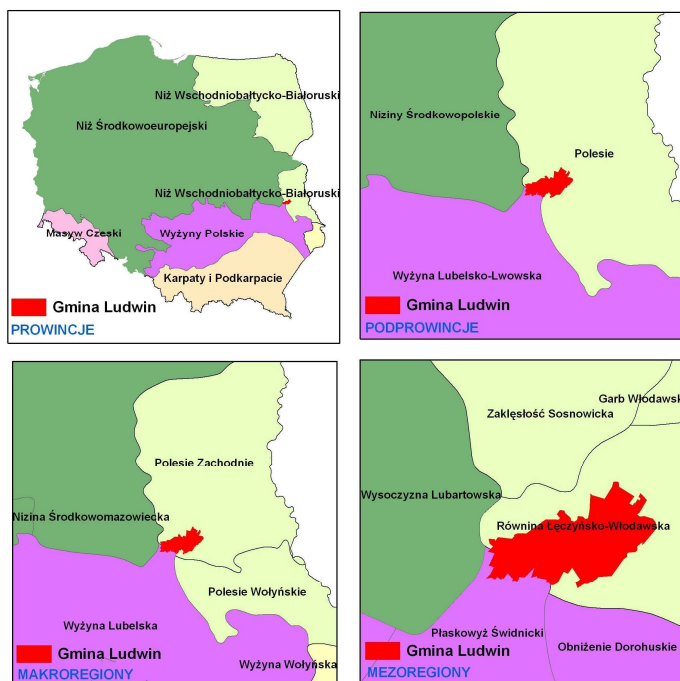 Niż Wschodniobałtycko-Białoruski
Niż Środkowoeuropejski
Niż Wschodniobałtycko-Białoruski
Masyw Czeski
Wyżyny Polskie
Karpaty i Podkarpacie
Gmina Ludwin
PROWINCJE
Niziny Środkowopolskie
Polesie
Wyżyna Lubelsko-Lwowska
Gmina Ludwin
PODPROWINCJE
Polesie Zachodnie
Nizina Środkowomazowiecka
Polesie Wołyńskie
Wyżyna Lubelska
Gmina Ludwin
Wyżyna Wołyńska
MAKROREGIONY
Garb Włodawsk
Zaklęsłość Sosnowicka
Wysoczyzna Lubartowska
Równina Łęczyńsko-Włodawska
Płaskowyż Świdnicki
Obniżenie Dorohuskie
Gmina Ludwin
MEZOREGIONY